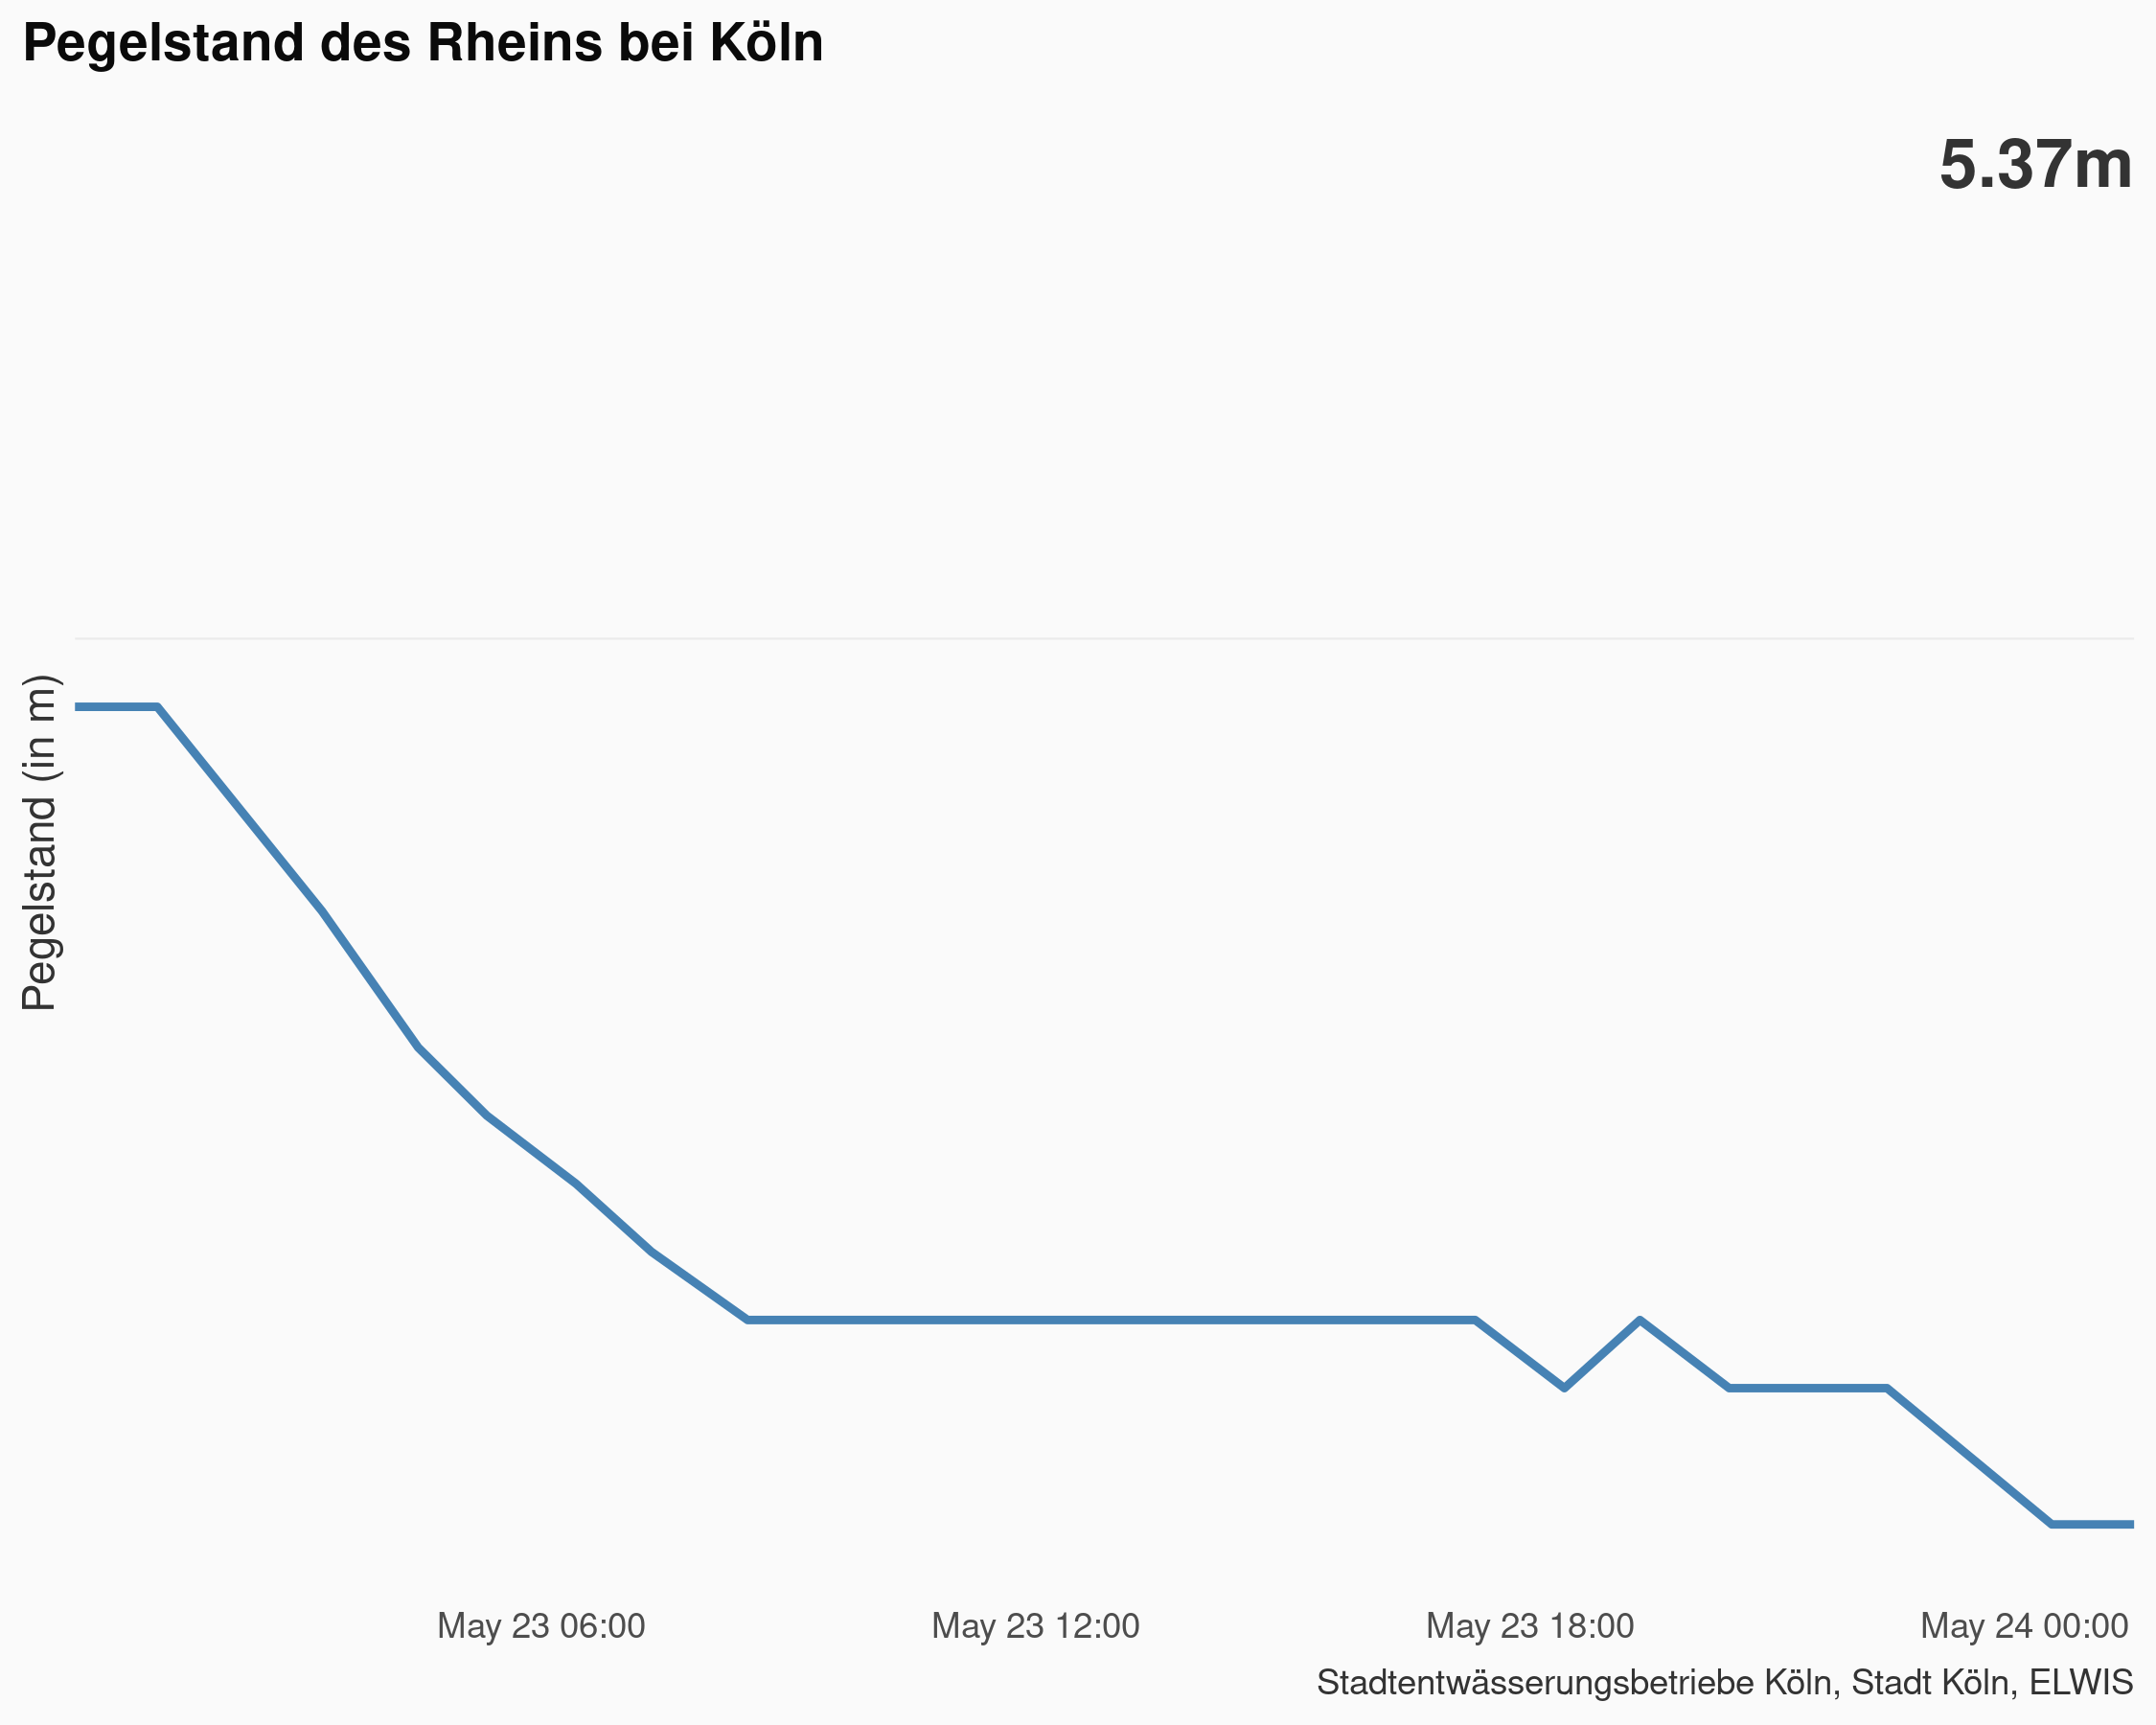 Pegelstand des Rheins bei Köln
5.37m
Pegelstand (in m)
May 23 06:00
May 23 12:00
May 23 18:00
May 24 00:00
Stadtentwässerungsbetriebe Köln, Stadt Köln, ELWIS